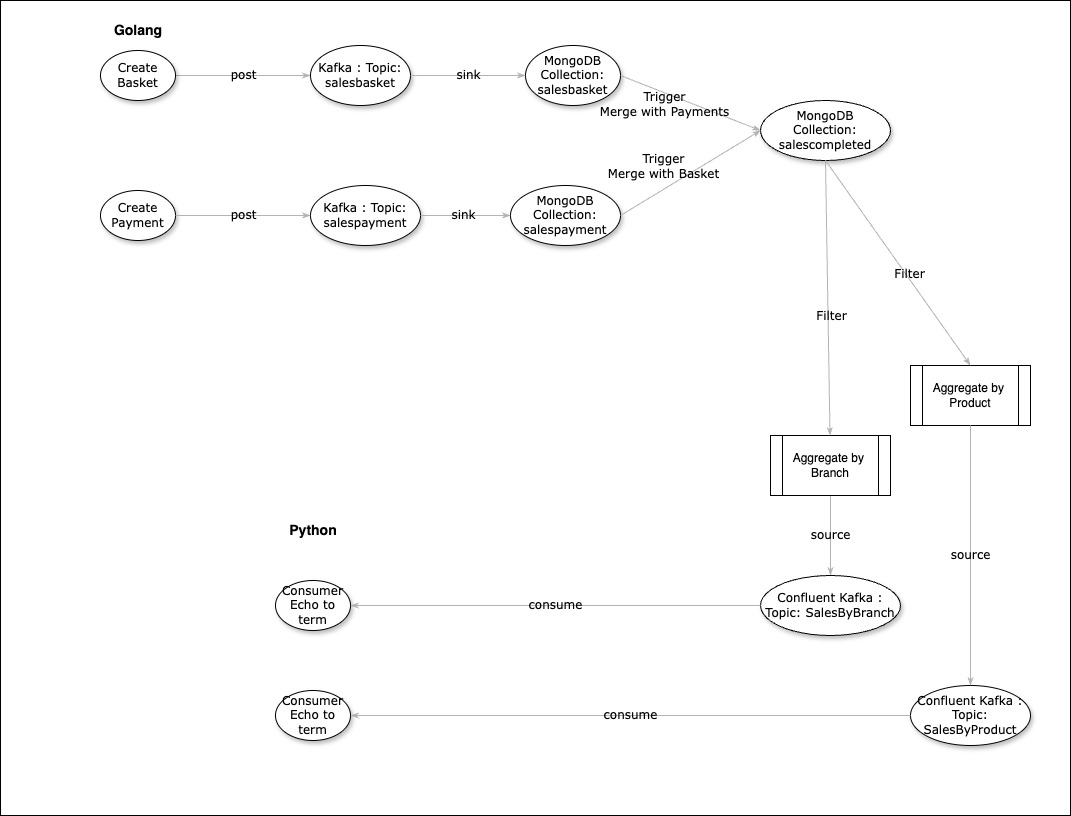 Golang
Create
Basket
post
Kafka : Topic:
salesbasket
sink
MongoDB
Collection:
salesbasket
Trigger
Merge with Payments
MongoDB
Collection:
salescompleted
Trigger
Merge with Basket
Create
Payment
post
Kafka : Topic:
salespayment
sink
MongoDB
Collection:
salespayment
Filter
Filter
Aggregate by
Product
Aggregate by
Branch
source
source
Python
Consumer
Echo to
term
consume
Confluent Kafka :
Topic: SalesByBranch
Consumer
Echo to
term
consume
Confluent Kafka :
Topic:
SalesByProduct